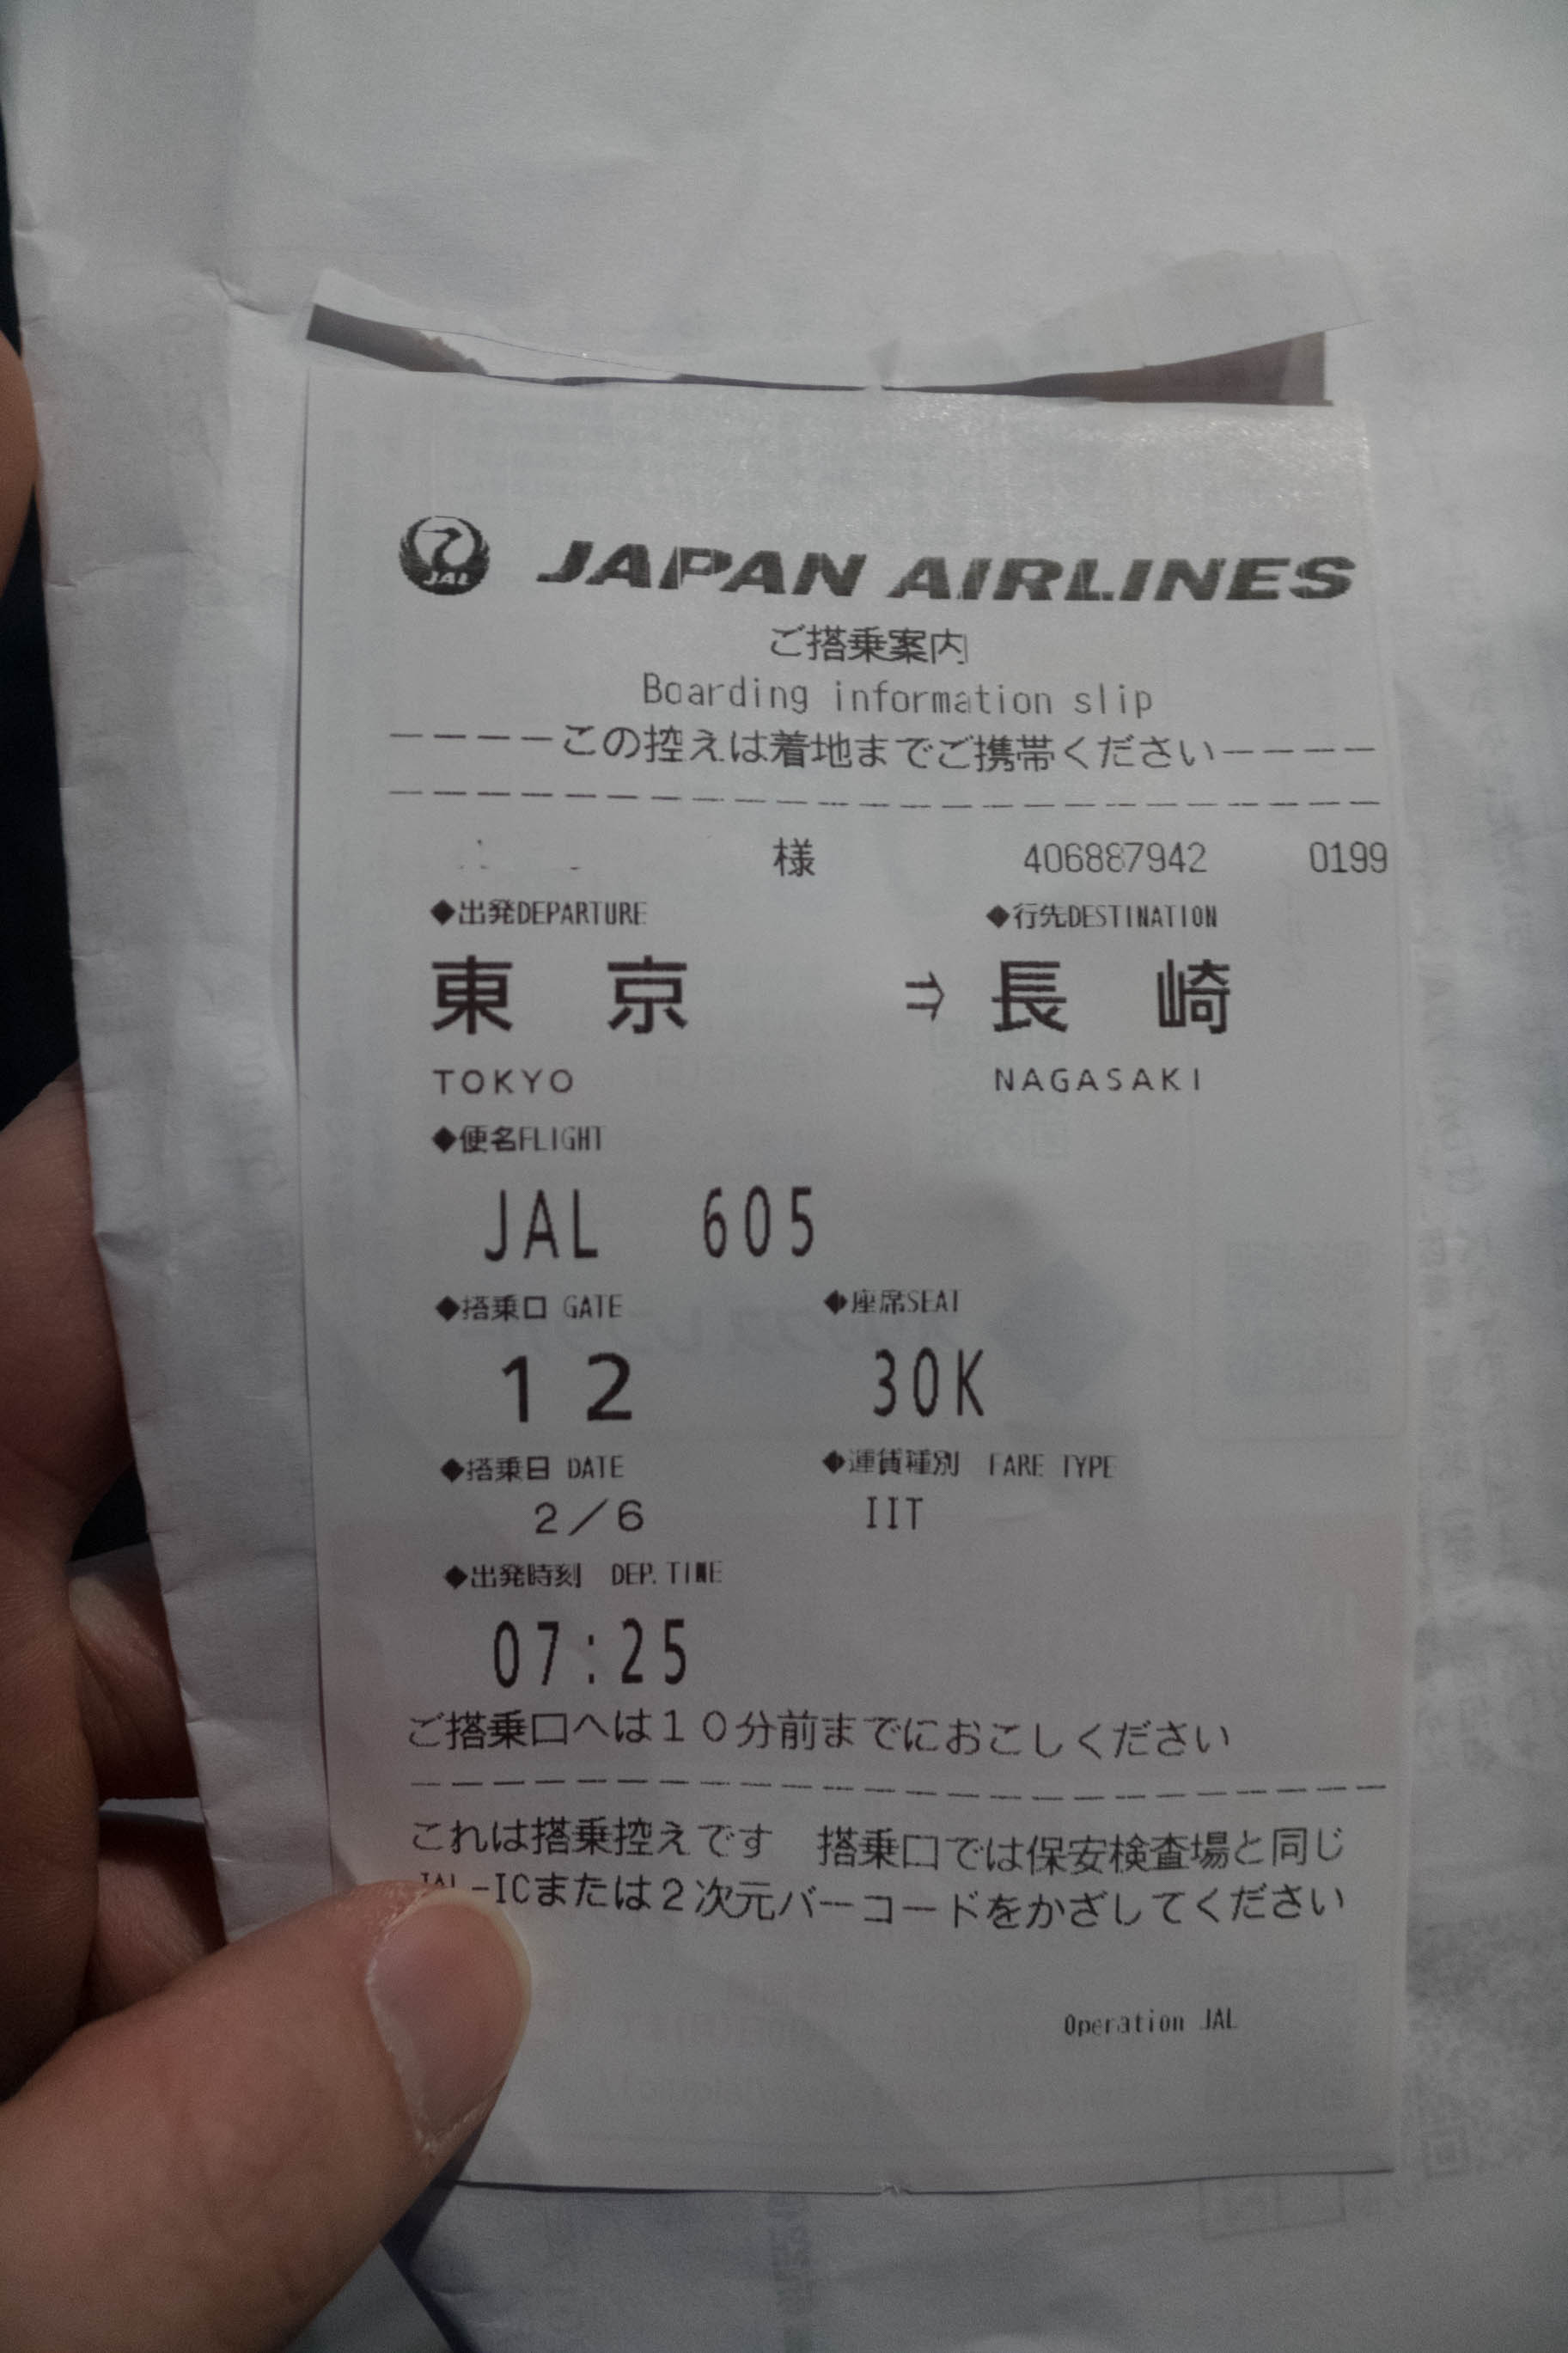 JAL JAPAN AIRLINES
ご搭乗案内
Boarding information slip
----この控えは着地までご携帯ください----
様 406887942 0199
◆出発DEPARTURE ◆行先DESTINATION
東 京 ⇒ 長 崎
TOKYO NAGASAKI
◆便名FLIGHT
JAL 605
◆搭乗口 GATE ◆座席SEAT
12 30K
◆搭乗日 DATE ◆運賃種別 FARE TYPE
2/6 IIT
◆出発時刻 DEP.TIME
07:25
ご搭乗口へは10分前までにおこしください
これは搭乗控えです 搭乗口では保安検査場と同じ
JAL-ICまたは2次元バーコードをかざしてください
Operation JAL